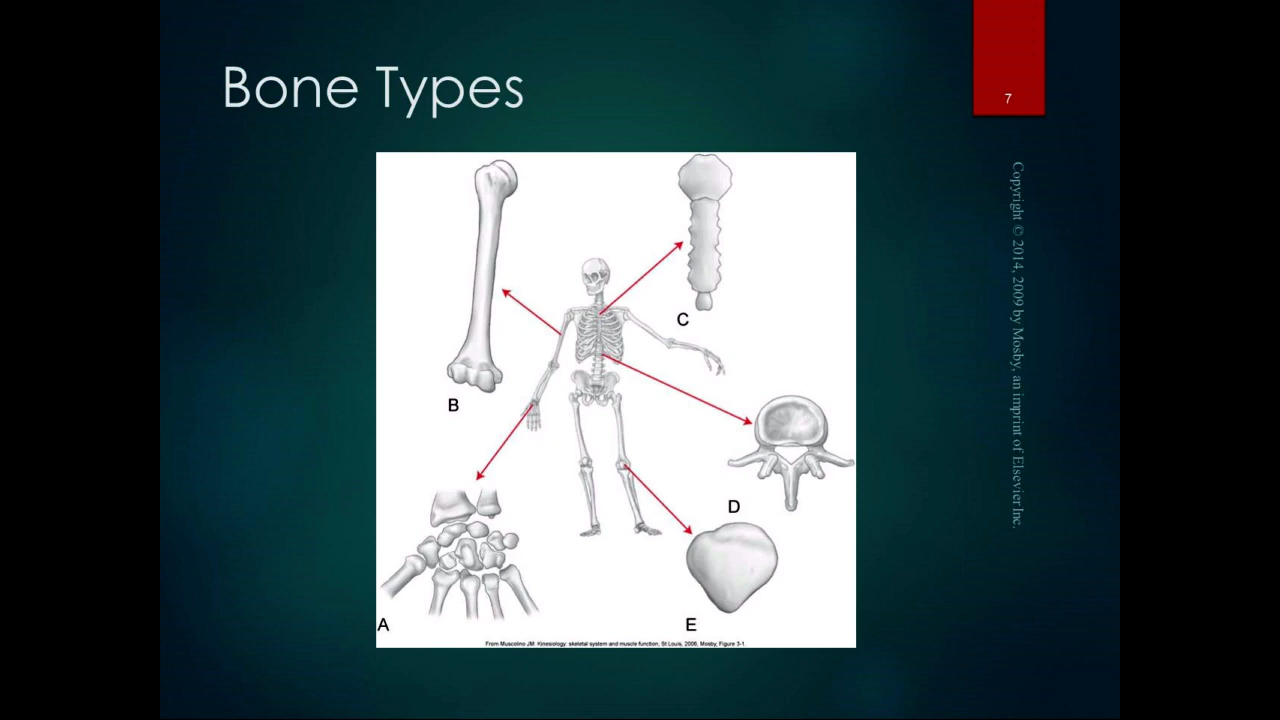 Bone Types
7
Copyright © 2014, 2009 by Mosby, an imprint of Elsevier Inc.
C
B
D
A
E
From Muscolino JM: Kinesiology: skeletal system and muscle function, St Louis, 2006, Mosby, Figure 3-1.